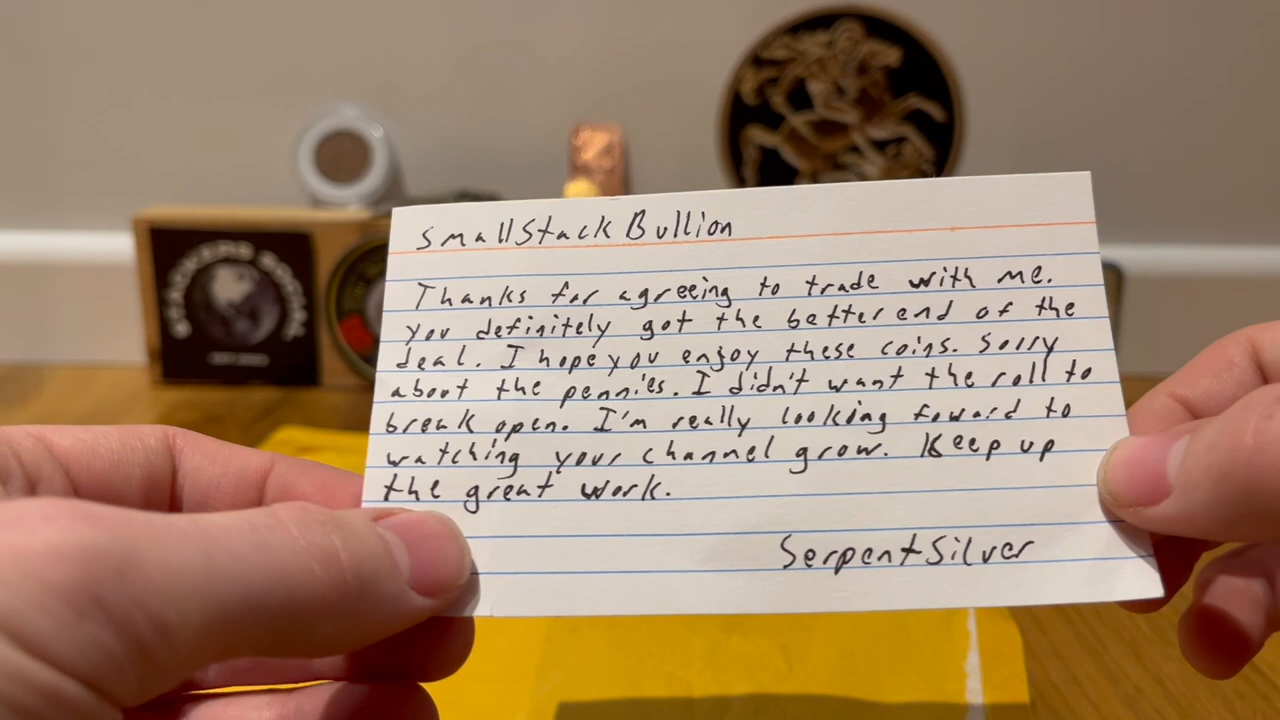 SmallStackBullion
Thanks for agreeing to trade with me.
You definitely got the better end of the
deal. I hope you enjoy these coins. Sorry
about the pennies. I didn't want the roll to
break open. I'm really looking foward to
watching your channel grow. Keep up
the great work.
SerpentSilver